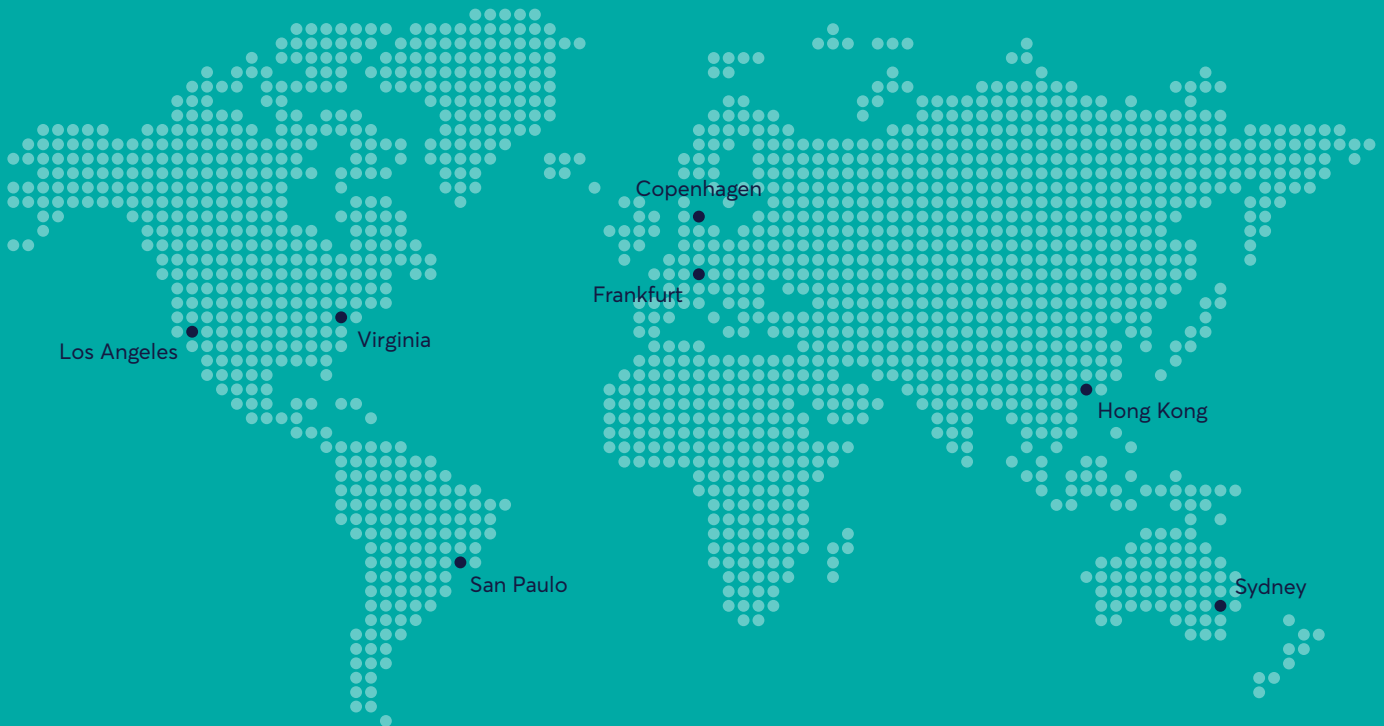 Copenhagen
Frankfurt
Virginia
Los Angeles
Hong Kong
San Paulo
Sydney